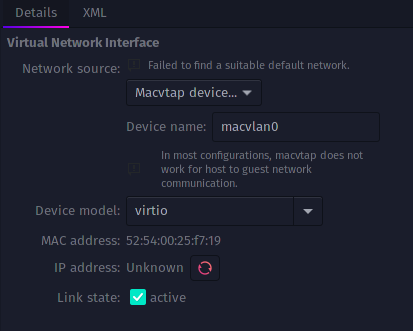 Details XML
Virtual Network Interface
Network source: Failed to find a suitable default network.
Macvtap device...
Device name: macvlan0
In most configurations, macvtap does not
work for host to guest network
communication.
Device model: virtio
MAC address: 52:54:00:25:f7:19
IP address: Unknown
Link state: active